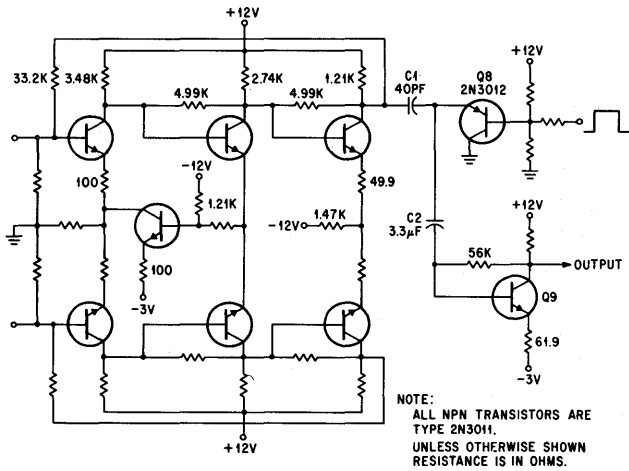 +12V
33.2K
3.48K
2.74K
1.21K
4.99K
4.99K
C1
40PF
Q8
2N3012
+12V
100
-12V
1.21K
49.9
-12V
1.47K
100
-3V
C2
3.3μF
+12V
56K
OUTPUT
Q9
61.9
-3V
+12V
NOTE:
ALL NPN TRANSISTORS ARE
TYPE 2N3011.
UNLESS OTHERWISE SHOWN
RESISTANCE IS IN OHMS.